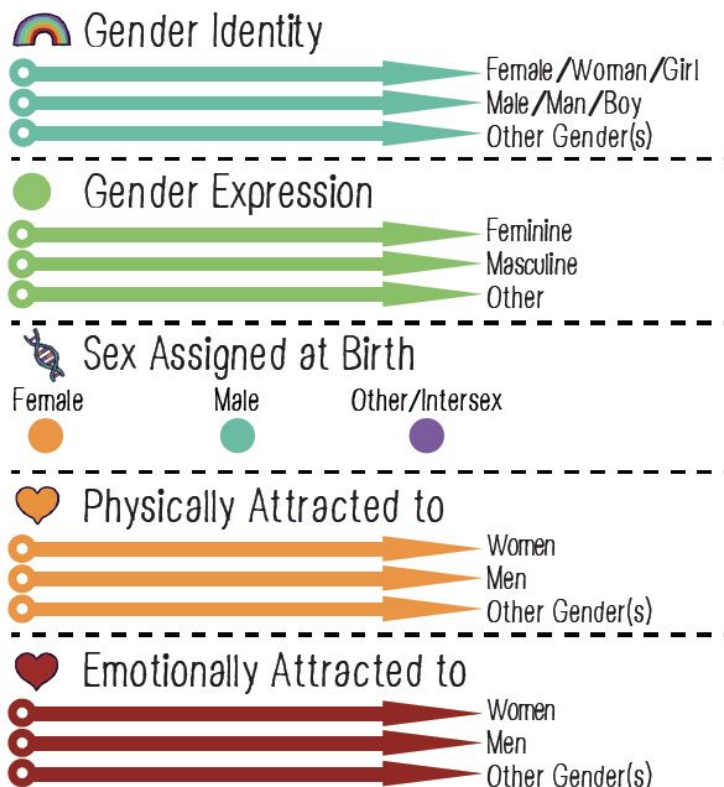 Gender Identity
Female/Woman/Girl
Male/Man/Boy
Other Gender(s)
Gender Expression
Feminine
Masculine
Other
Sex Assigned at Birth
Female Male Other/Intersex
Physically Attracted to
Women
Men
Other Gender(s)
Emotionally Attracted to
Women
Men
Other Gender(s)